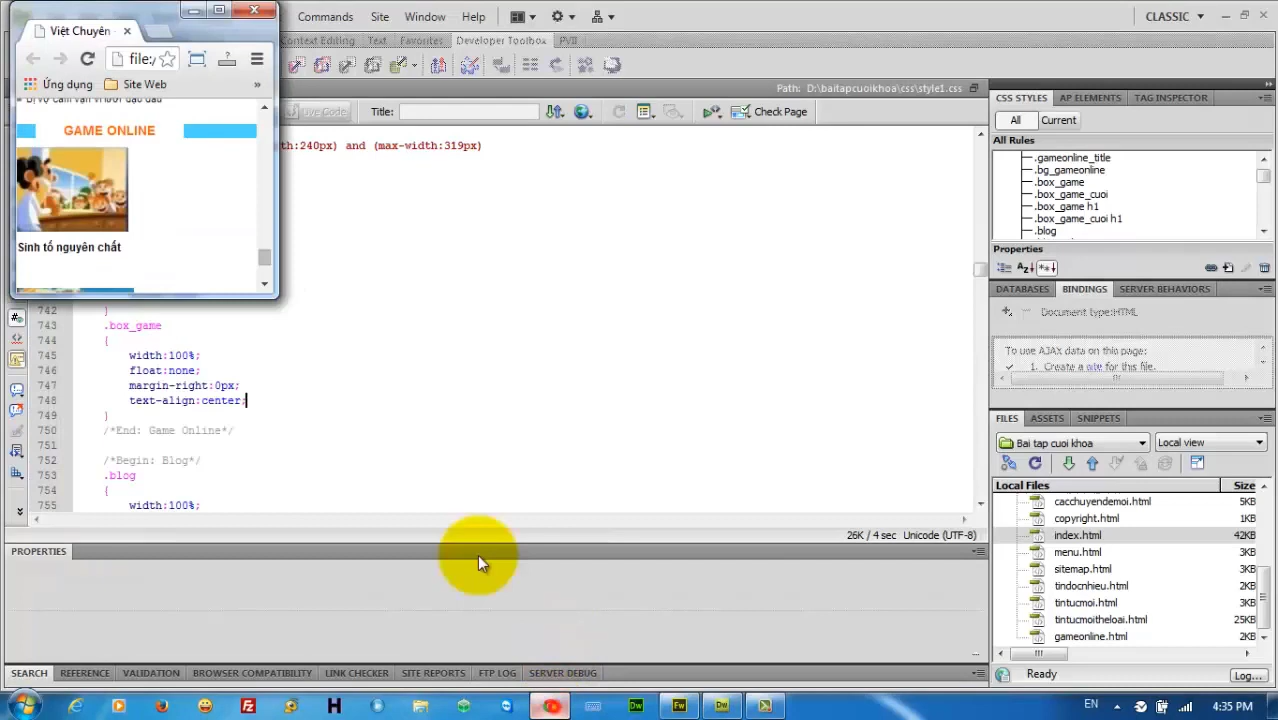 Commands Site Window Help CLASSIC
Việt Chuyên
file:/
Ứng dụng Site Web »
GAME ONLINE
Sinh tố nguyên chất
Context Editing Text Favorites Developer Toolbox PVII
Path: D:\baitapcuoikhoa\css\style1.css
Live Code Title: Check Page
th:240px) and (max-width:319px)
742 }
743 .box_game
744 {
745 width:100%;
746 float:none;
747 margin-right:0px;
748 text-align:center;
749 }
750 /*End: Game Online*/
751
752 /*Begin: Blog*/
753 .blog
754 {
755 width:100%;
26K / 4 sec Unicode (UTF-8)
PROPERTIES
SEARCH REFERENCE VALIDATION BROWSER COMPATIBILITY LINK CHECKER SITE REPORTS FTP LOG SERVER DEBUG
CSS STYLES AP ELEMENTS TAG INSPECTOR
All Current
All Rules
.gameonline_title
.bg_gameonline
.box_game
.box_game_cuoi
.box_game h1
.box_game_cuoi h1
.blog
Properties
DATABASES BINDINGS SERVER BEHAVIORS
Document type:HTML
To use AJAX data on this page:
1. Create a site for this file.
FILES ASSETS SNIPPETS
Bai tap cuoi khoa Local view
Local Files Size
cacchuyendemoi.html 5KB
copyright.html 1KB
index.html 42KB
menu.html 3KB
sitemap.html 3KB
tindocnhieu.html 2KB
tintucmoi.html 3KB
tintucmoitheloai.html 25KB
gameonline.html 2KB
Ready Log...
EN 4:35 PM